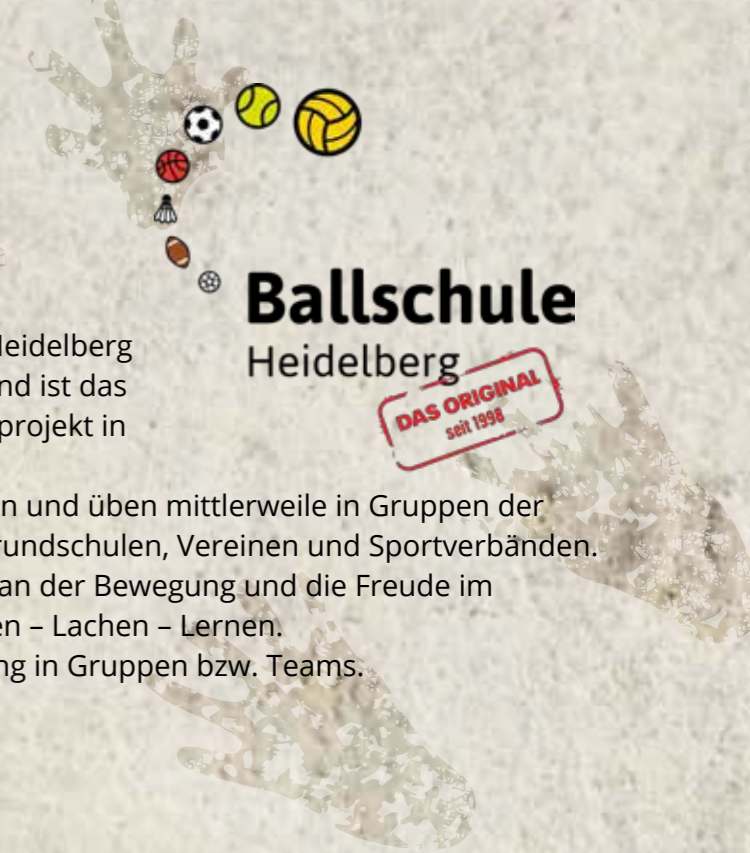 Ballschule
Heidelberg
DAS ORIGINAL
seit 1998
Heidelberg
nd ist das
projekt in
n und üben mittlerweile in Gruppen der
rundschulen, Vereinen und Sportverbänden.
an der Bewegung und die Freude im
en – Lachen – Lernen.
ng in Gruppen bzw. Teams.